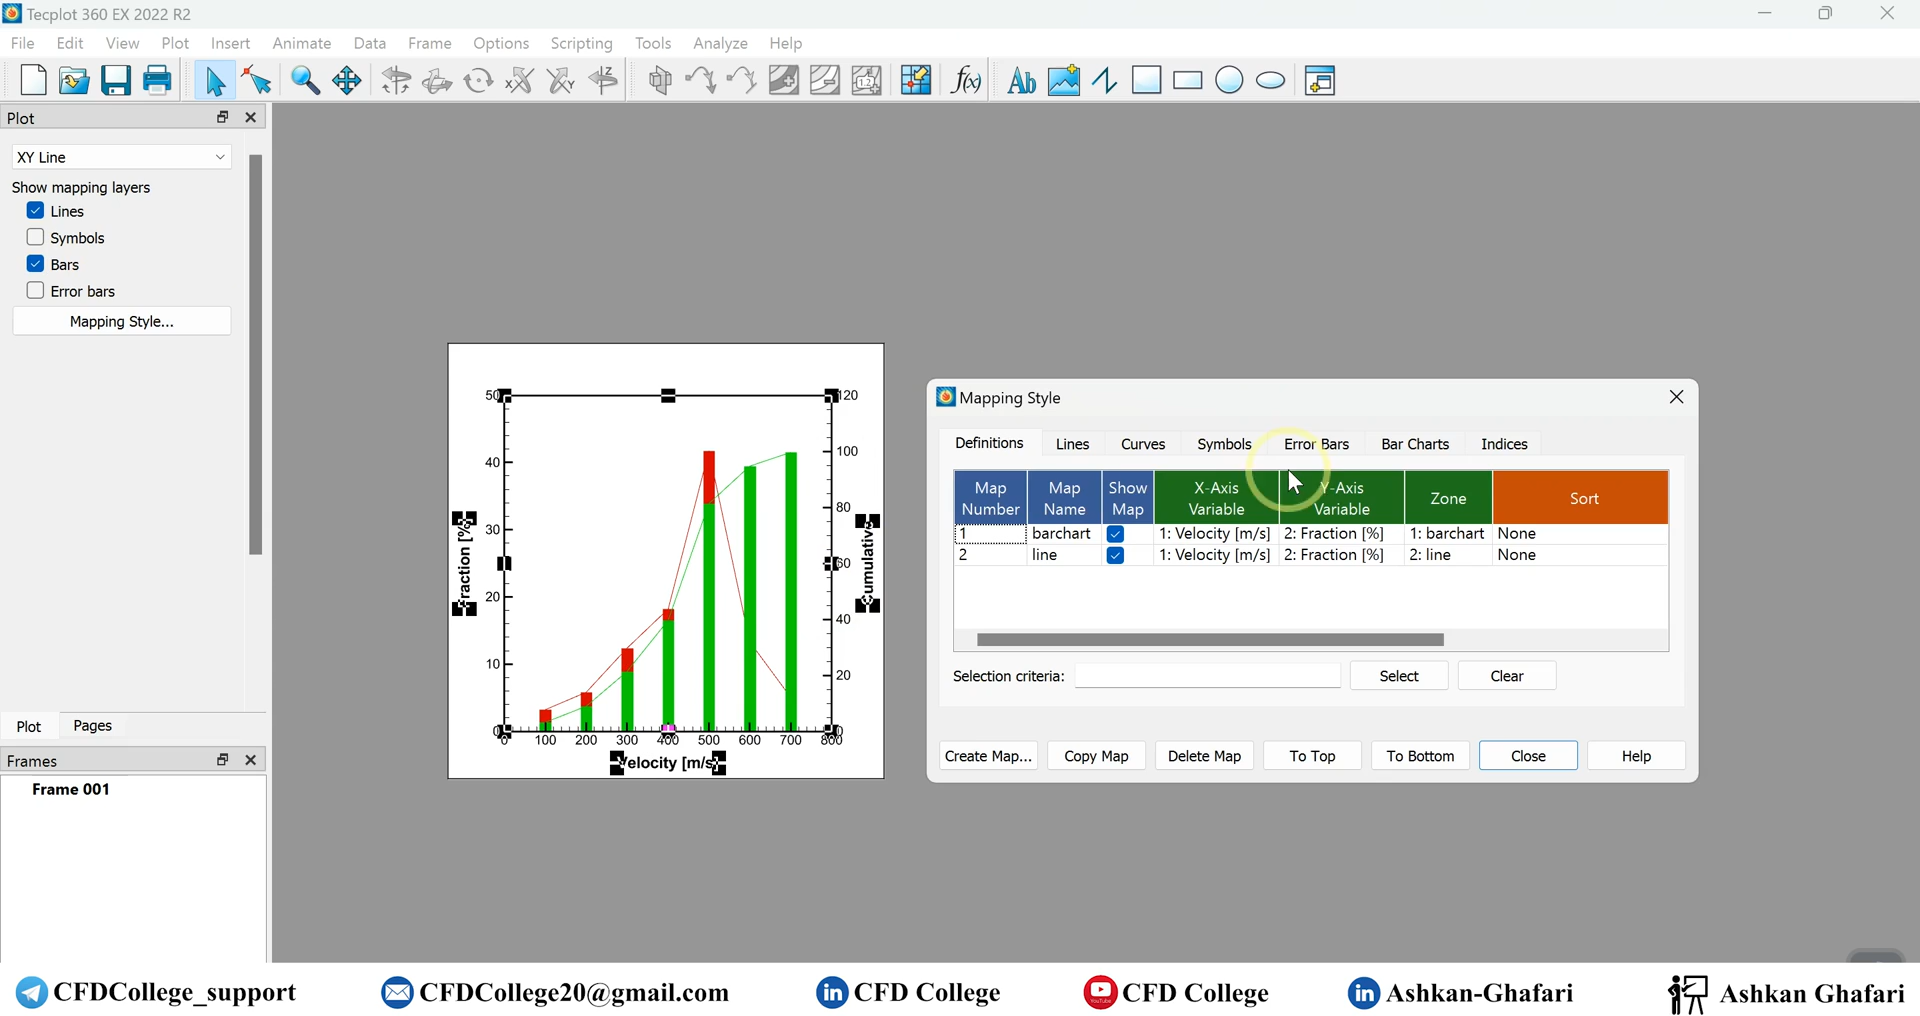 Tecplot 360 EX 2022 R2
File Edit View Plot Insert Animate Data Frame Options Scripting Tools Analyze Help
Plot
XY Line
Show mapping layers
Lines
Symbols
Bars
Error bars
Mapping Style...
Plot Pages
Frames
Frame 001
50
40
30
20
10
0
120
100
80
60
40
20
0
0 100 200 300 400 500 600 700 800
Fraction [%]
Cumulative
Velocity [m/s]
Mapping Style
Definitions Lines Curves Symbols Error Bars Bar Charts Indices
Map Number Map Name Show Map X-Axis Variable Y-Axis Variable Zone Sort
1 barchart 1: Velocity [m/s] 2: Fraction [%] 1: barchart None
2 line 1: Velocity [m/s] 2: Fraction [%] 2: line None
Selection criteria: Select Clear
Create Map... Copy Map Delete Map To Top To Bottom Close Help
CFDCollege_support CFDCollege20@gmail.com in CFD College YouTube CFD College in Ashkan-Ghafari Ashkan Ghafari